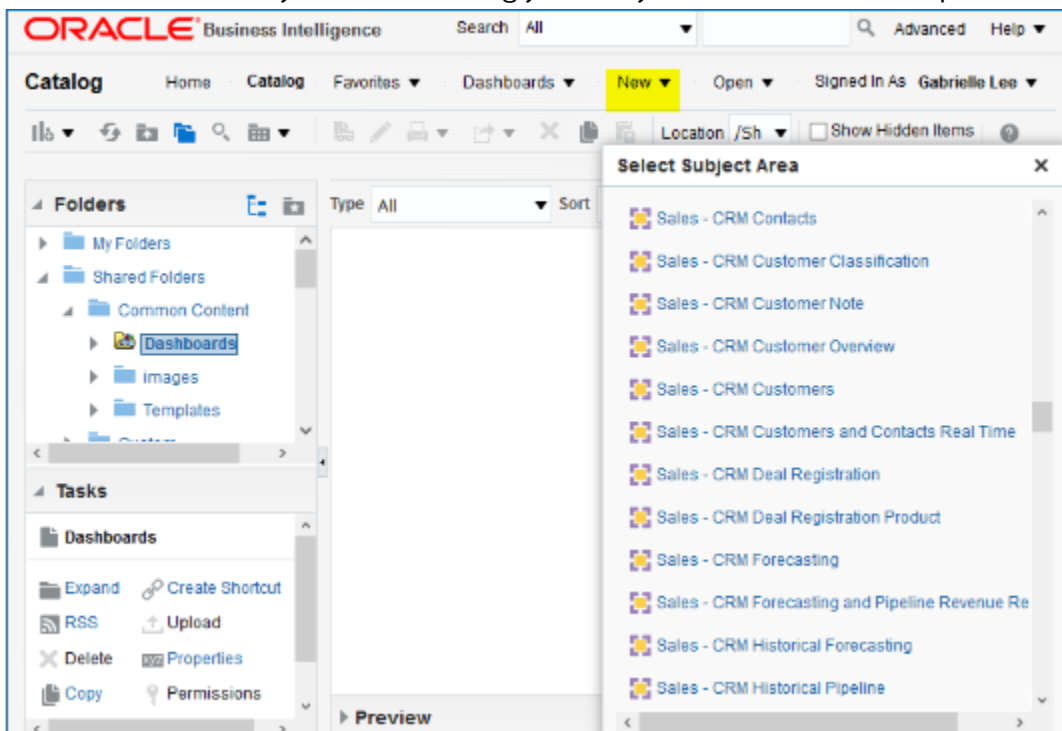 ORACLE Business Intelligence Search All Advanced Help
Catalog Home Catalog Favorites Dashboards New Open Signed In As Gabrielle Lee
Location /Sh Show Hidden Items
Select Subject Area
Folders
Type All Sort
My Folders
Shared Folders
Common Content
Dashboards
images
Templates
Tasks
Dashboards
Expand Create Shortcut
RSS Upload
Delete xyz Properties
Copy Permissions
Preview
Sales - CRM Contacts
Sales - CRM Customer Classification
Sales - CRM Customer Note
Sales - CRM Customer Overview
Sales - CRM Customers
Sales - CRM Customers and Contacts Real Time
Sales - CRM Deal Registration
Sales - CRM Deal Registration Product
Sales - CRM Forecasting
Sales - CRM Forecasting and Pipeline Revenue Re
Sales - CRM Historical Forecasting
Sales - CRM Historical Pipeline